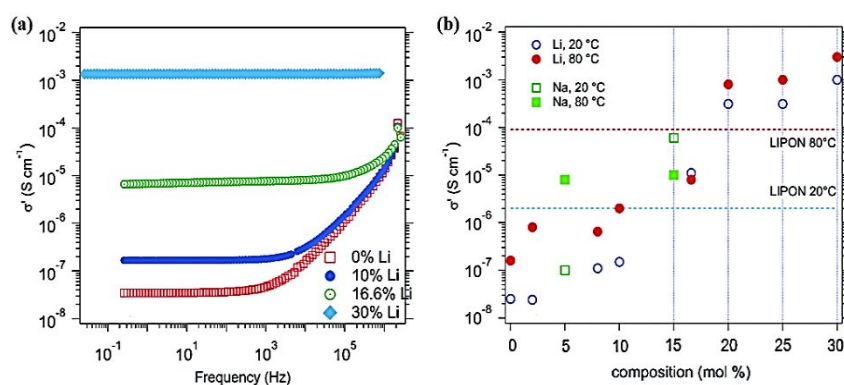 (a)
10⁻²
10⁻³
10⁻⁴
10⁻⁵
10⁻⁶
10⁻⁷
10⁻⁸
σ' (S cm⁻¹)
0% Li
10% Li
16.6% Li
30% Li
10⁻¹ 10¹ 10³ 10⁵
Frequency (Hz)
(b)
10⁻²
10⁻³
10⁻⁴
10⁻⁵
10⁻⁶
10⁻⁷
10⁻⁸
σ' (S cm⁻¹)
Li, 20 °C
Li, 80 °C
Na, 20 °C
Na, 80 °C
LIPON 80°C
LIPON 20°C
0 5 10 15 20 25 30
composition (mol %)